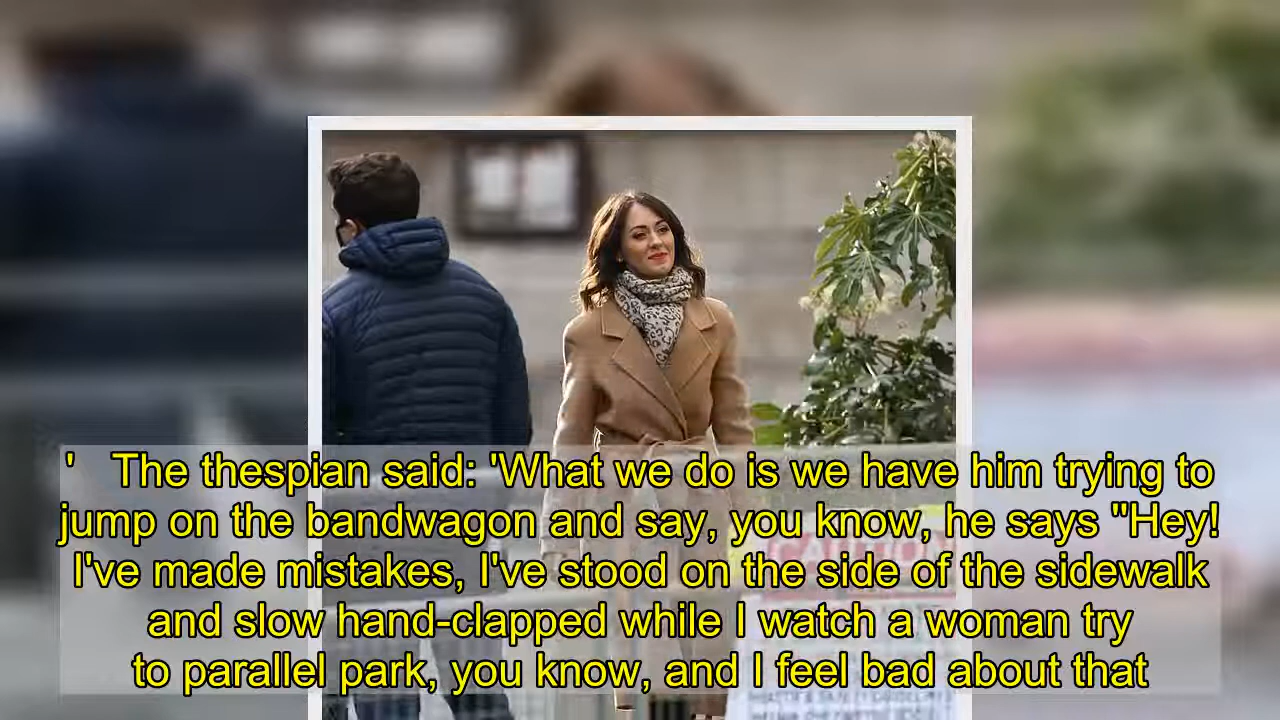 ' The thespian said: 'What we do is we have him trying to
jump on the bandwagon and say, you know, he says "Hey!
I've made mistakes, I've stood on the side of the sidewalk
and slow hand-clapped while I watch a woman try
to parallel park, you know, and I feel bad about that